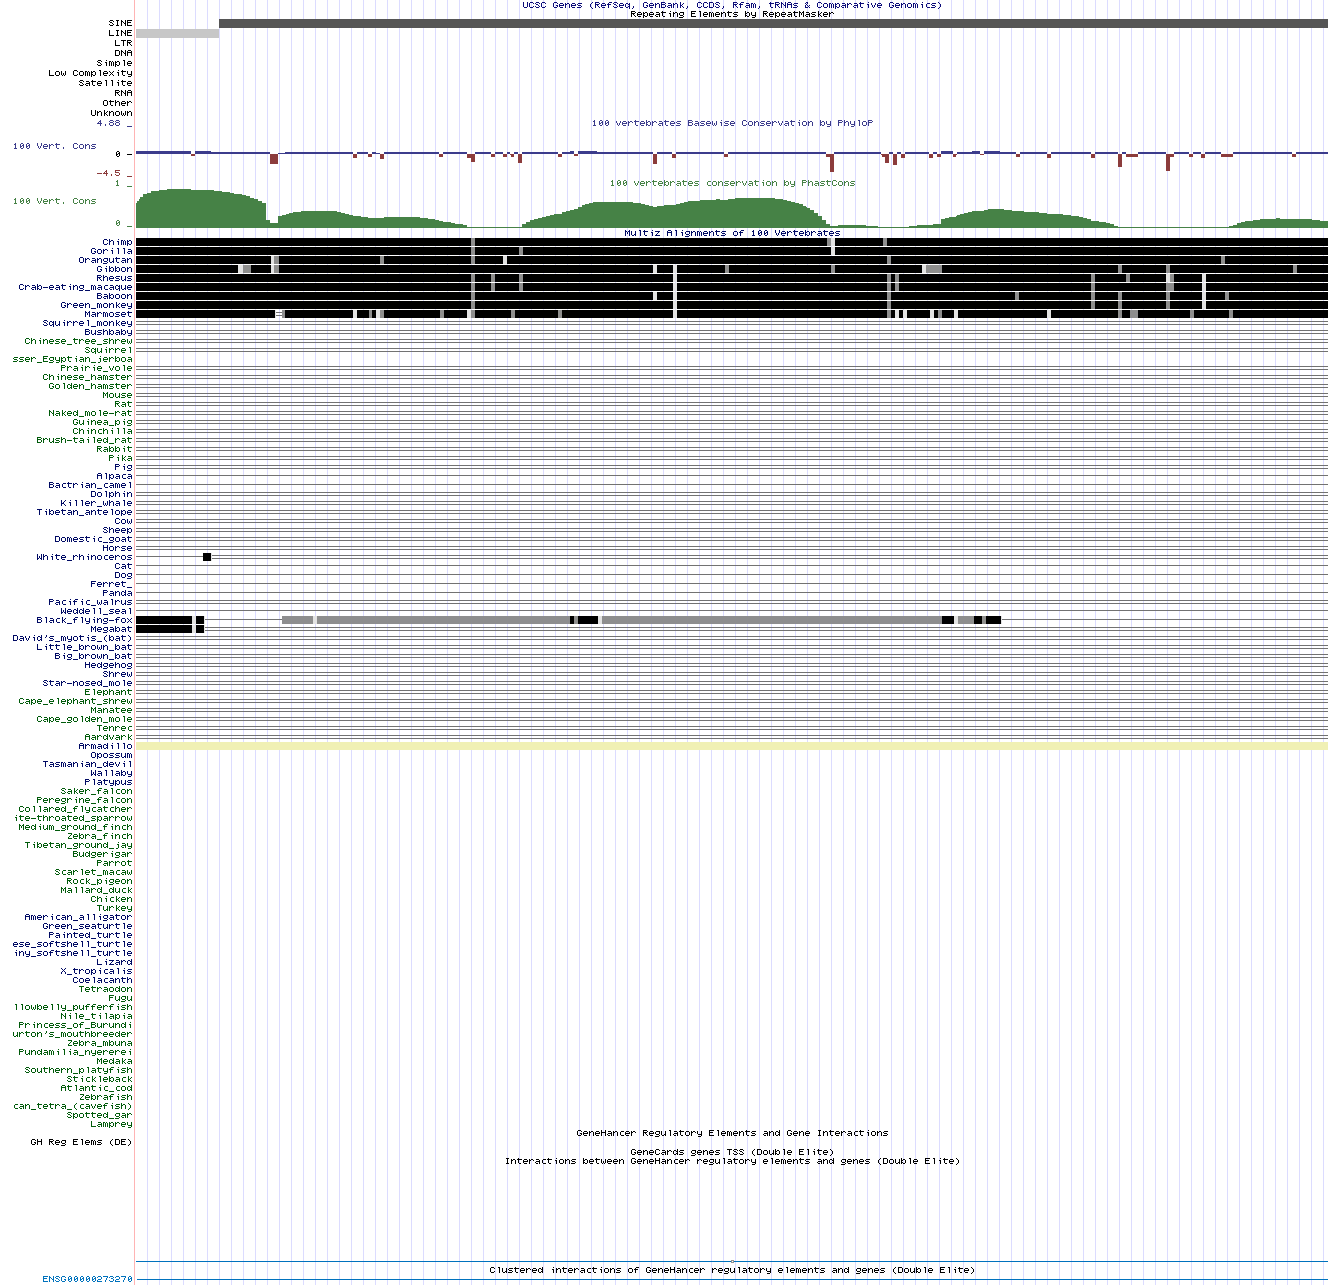 UCSC Genes (RefSeq, GenBank, CCDS, Rfam, tRNAs & Comparative Genomics)
Repeating Elements by RepeatMasker
SINE
LINE
LTR
DNA
Simple
Low Complexity
Satellite
RNA
Other
Unknown
4.88 _
100 vertebrates Basewise Conservation by PhyloP
100 Vert. Cons
0 _
-4.5 _
1 _
100 vertebrates conservation by PhastCons
100 Vert. Cons
0 _
Multiz Alignments of 100 Vertebrates
Chimp
Gorilla
Orangutan
Gibbon
Rhesus
Crab-eating_macaque
Baboon
Green_monkey
Marmoset
Squirrel_monkey
Bushbaby
Chinese_tree_shrew
Squirrel
sser_Egyptian_jerboa
Prairie_vole
Chinese_hamster
Golden_hamster
Mouse
Rat
Naked_mole-rat
Guinea_pig
Chinchilla
Brush-tailed_rat
Rabbit
Pika
Pig
Alpaca
Bactrian_camel
Dolphin
Killer_whale
Tibetan_antelope
Cow
Sheep
Domestic_goat
Horse
White_rhinoceros
Cat
Dog
Ferret_
Panda
Pacific_walrus
Weddell_seal
Black_flying-fox
Megabat
David's_myotis_(bat)
Little_brown_bat
Big_brown_bat
Hedgehog
Shrew
Star-nosed_mole
Elephant
Cape_elephant_shrew
Manatee
Cape_golden_mole
Tenrec
Aardvark
Armadillo
Opossum
Tasmanian_devil
Wallaby
Platypus
Saker_falcon
Peregrine_falcon
Collared_flycatcher
ite-throated_sparrow
Medium_ground_finch
Zebra_finch
Tibetan_ground_jay
Budgerigar
Parrot
Scarlet_macaw
Rock_pigeon
Mallard_duck
Chicken
Turkey
American_alligator
Green_seaturtle
Painted_turtle
ese_softshell_turtle
iny_softshell_turtle
Lizard
X_tropicalis
Coelacanth
Tetraodon
Fugu
llowbelly_pufferfish
Nile_tilapia
Princess_of_Burundi
urton's_mouthbreeder
Zebra_mbuna
Pundamilia_nyererei
Medaka
Southern_platyfish
Stickleback
Atlantic_cod
Zebrafish
can_tetra_(cavefish)
Spotted_gar
Lamprey
GeneHancer Regulatory Elements and Gene Interactions
GH Reg Elems (DE)
GeneCards genes TSS (Double Elite)
Interactions between GeneHancer regulatory elements and genes (Double Elite)
Clustered interactions of GeneHancer regulatory elements and genes (Double Elite)
ENSG00000273270